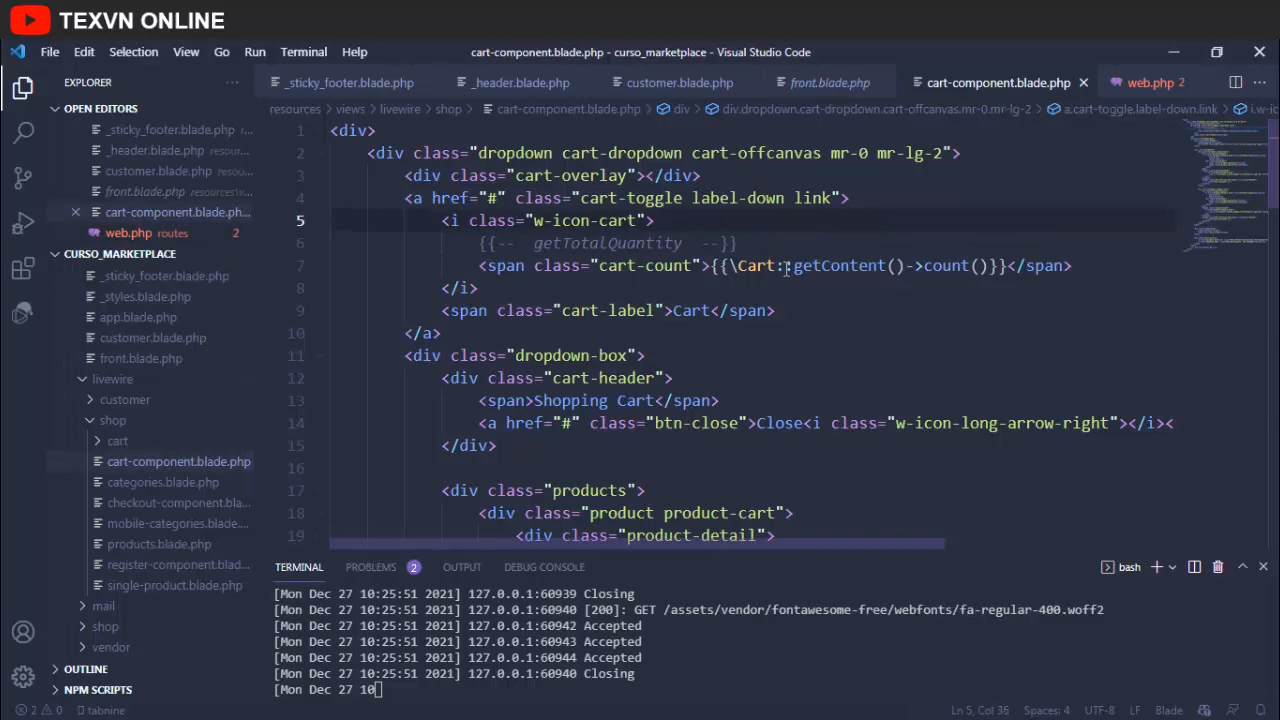 TEXVN ONLINE
File Edit Selection View Go Run Terminal Help
cart-component.blade.php - curso_marketplace - Visual Studio Code
EXPLORER
_sticky_footer.blade.php
_header.blade.php
customer.blade.php
front.blade.php
cart-component.blade.php
web.php 2
OPEN EDITORS
_sticky_footer.blade.php ...
_header.blade.php resour...
customer.blade.php resou...
front.blade.php resources\v...
cart-component.blade.ph...
web.php routes 2
CURSO_MARKETPLACE
_sticky_footer.blade.php
_styles.blade.php
app.blade.php
customer.blade.php
front.blade.php
livewire
customer
shop
cart
cart-component.blade.php
categories.blade.php
checkout-component.bla...
mobile-categories.blade....
products.blade.php
register-component.blad...
single-product.blade.php
mail
shop
vendor
OUTLINE
NPM SCRIPTS
resources > views > livewire > shop > cart-component.blade.php > div > div.dropdown.cart-dropdown.cart-offcanvas.mr-0.mr-lg-2 > a.cart-toggle.label-down.link > i.w-ic
1 <div>
2 <div class="dropdown cart-dropdown cart-offcanvas mr-0 mr-lg-2">
3 <div class="cart-overlay"></div>
4 <a href="#" class="cart-toggle label-down link">
5 <i class="w-icon-cart">
6 {{-- getTotalQuantity --}}
7 <span class="cart-count">{{\Cart::getContent()->count()}}</span>
8 </i>
9 <span class="cart-label">Cart</span>
10 </a>
11 <div class="dropdown-box">
12 <div class="cart-header">
13 <span>Shopping Cart</span>
14 <a href="#" class="btn-close">Close<i class="w-icon-long-arrow-right"></i><
15 </div>
16
17 <div class="products">
18 <div class="product product-cart">
19 <div class="product-detail">
TERMINAL PROBLEMS 2 OUTPUT DEBUG CONSOLE
bash
[Mon Dec 27 10:25:51 2021] 127.0.0.1:60939 Closing
[Mon Dec 27 10:25:51 2021] 127.0.0.1:60940 [200]: GET /assets/vendor/fontawesome-free/webfonts/fa-regular-400.woff2
[Mon Dec 27 10:25:51 2021] 127.0.0.1:60942 Accepted
[Mon Dec 27 10:25:51 2021] 127.0.0.1:60943 Accepted
[Mon Dec 27 10:25:51 2021] 127.0.0.1:60944 Accepted
[Mon Dec 27 10:25:51 2021] 127.0.0.1:60940 Closing
[Mon Dec 27 10
2 0 tabnine
Ln 5, Col 36 Spaces: 4 UTF-8 LF Blade